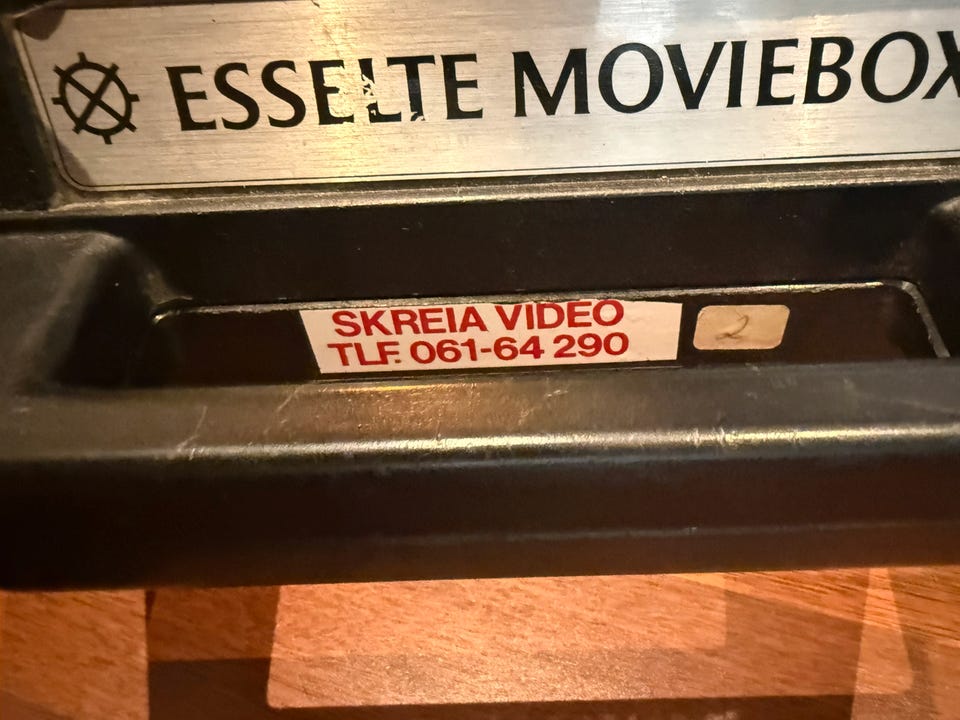 ESSELTE MOVIEBOX
SKREIA VIDEO
TLF. 061-64 290
2